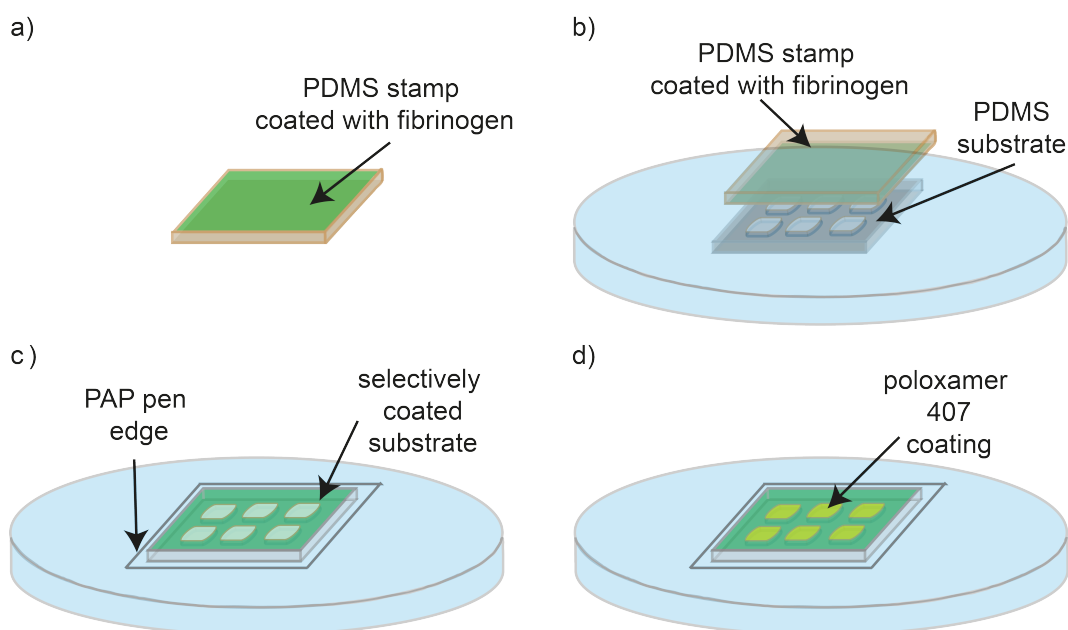 a)
PDMS stamp
coated with fibrinogen
b)
PDMS stamp
coated with fibrinogen
PDMS
substrate
c)
PAP pen
edge
selectively
coated
substrate
d)
poloxamer
407
coating